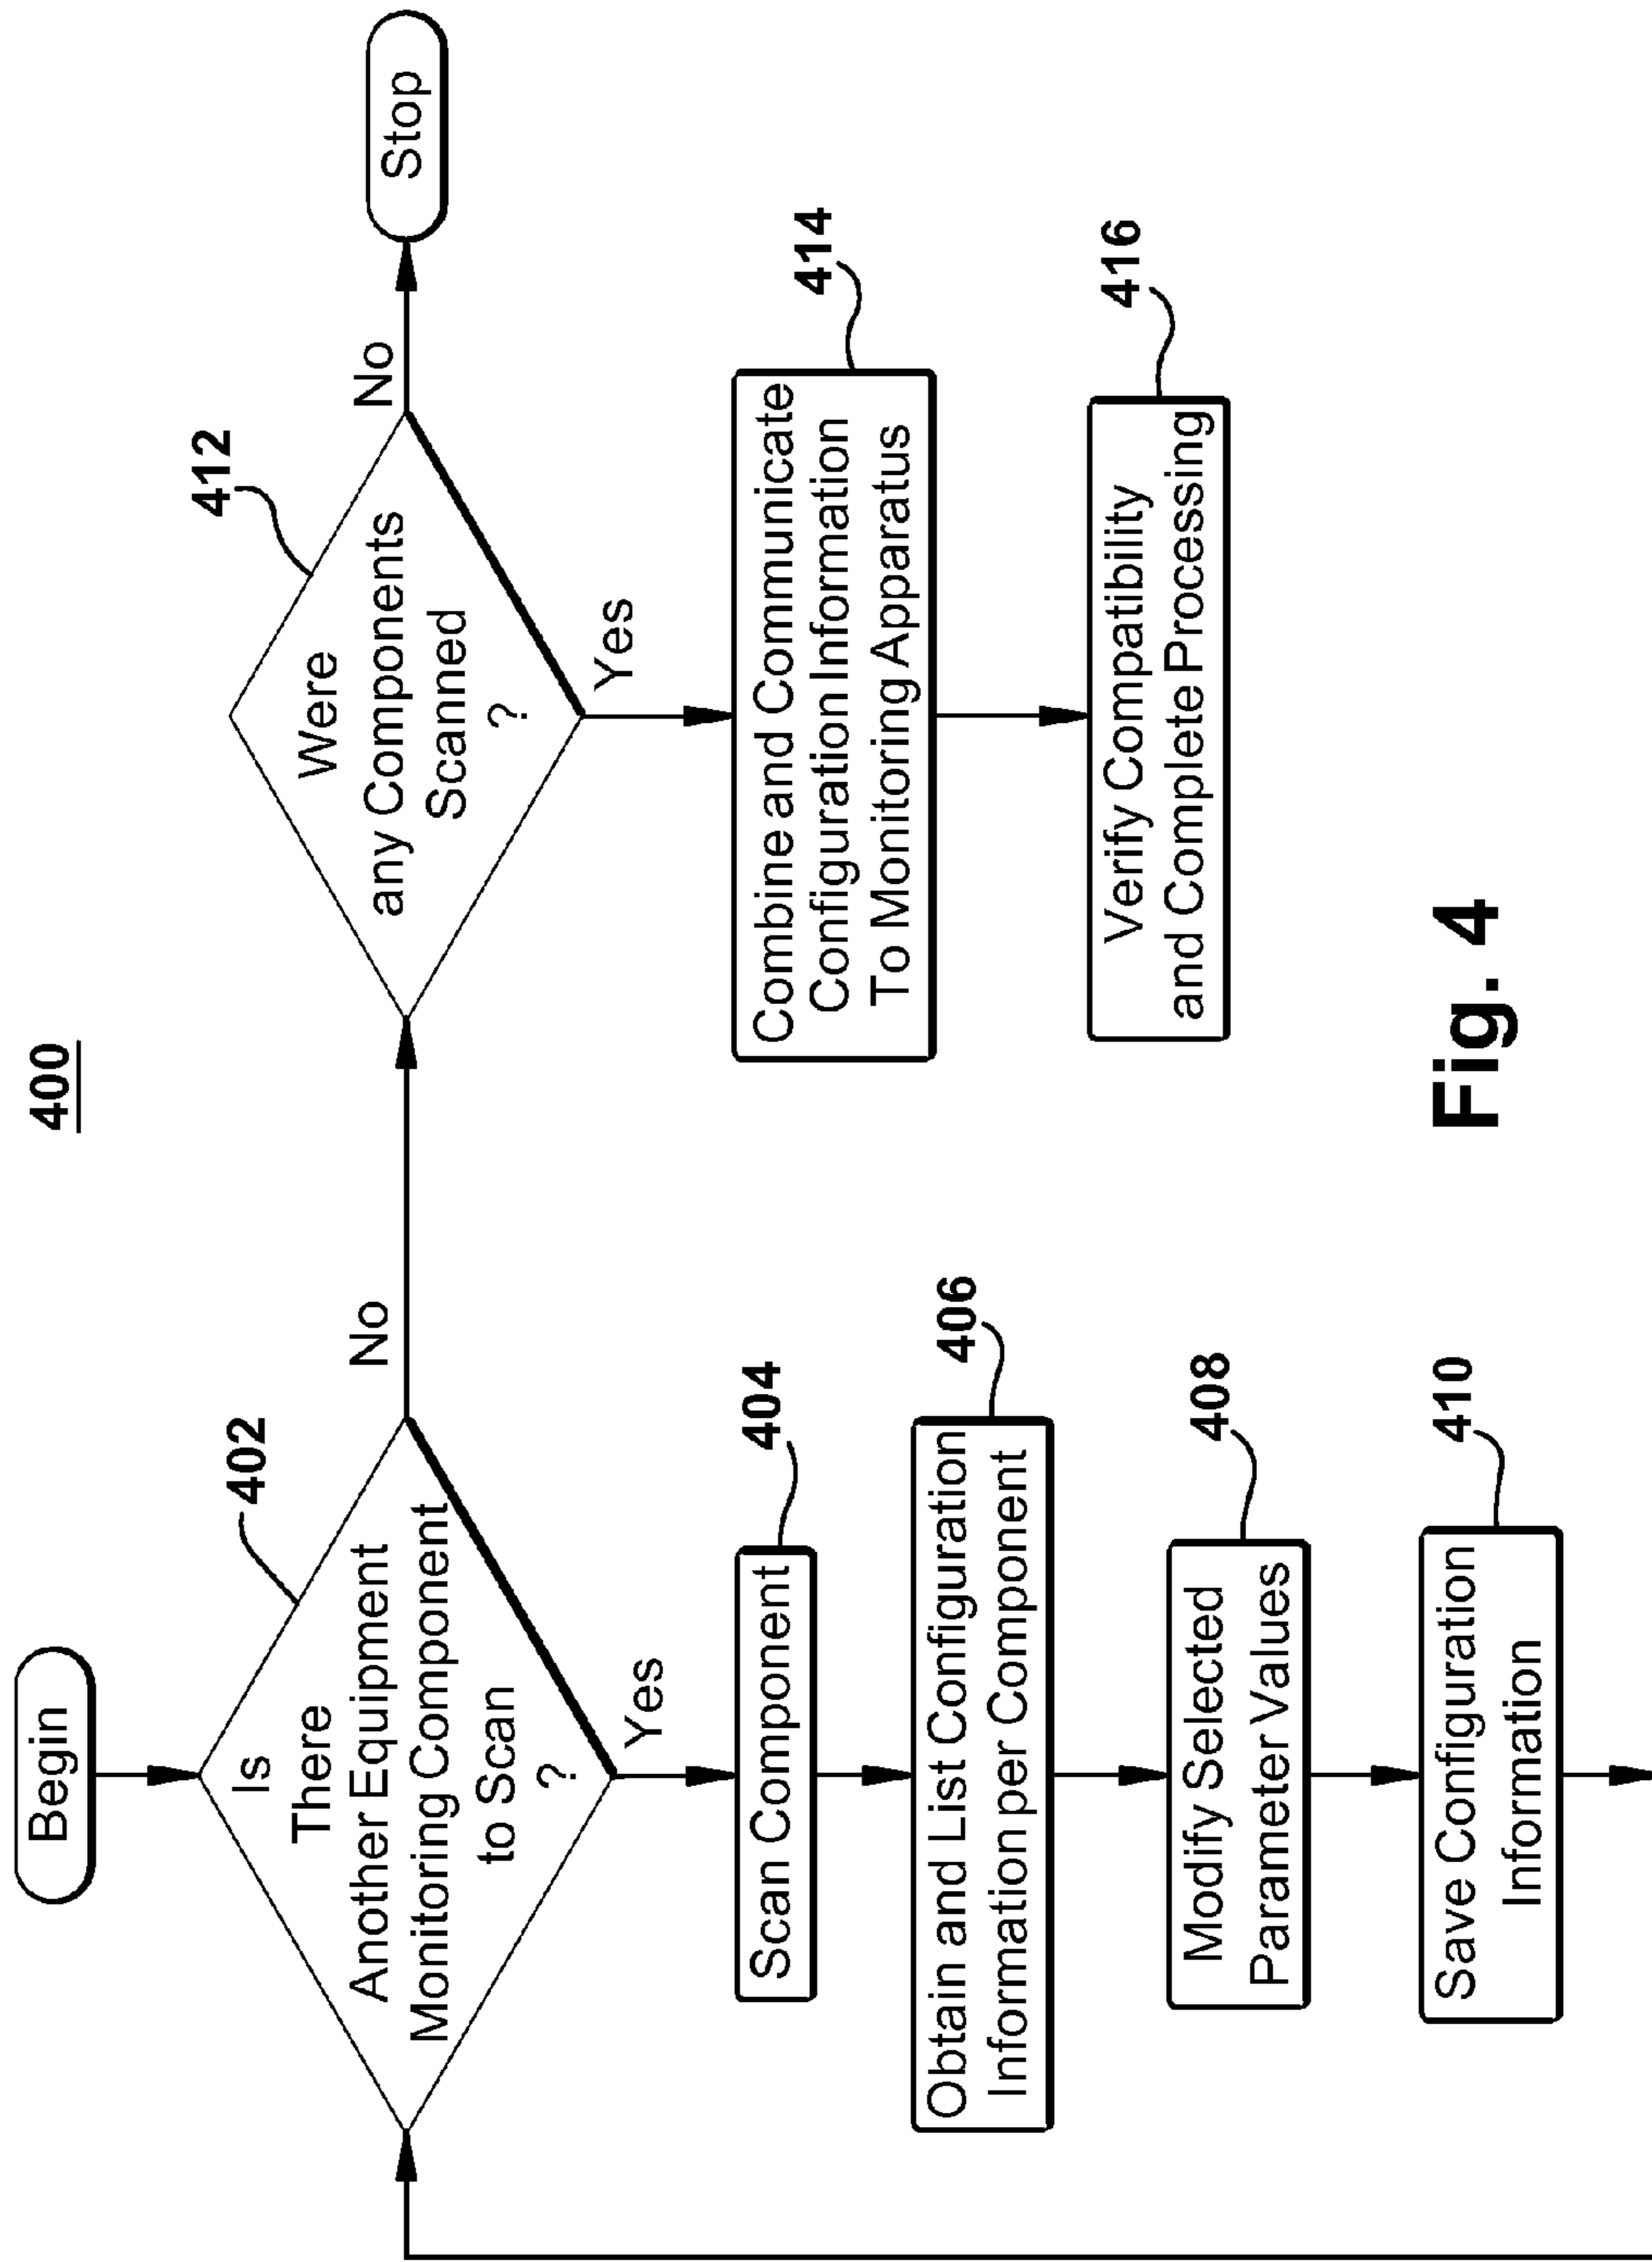 400
Begin
402
Is
There
Another Equipment
Monitoring Component
to Scan
?
No
Yes
404
Scan Component
406
Obtain and List Configuration
Information per Component
408
Modify Selected
Parameter Values
410
Save Configuration
Information
412
Were
any Components
Scanned
?
No
Stop
Yes
414
Combine and Communicate
Configuration Information
To Monitoring Apparatus
416
Verify Compatibility
and Complete Processing
Fig. 4